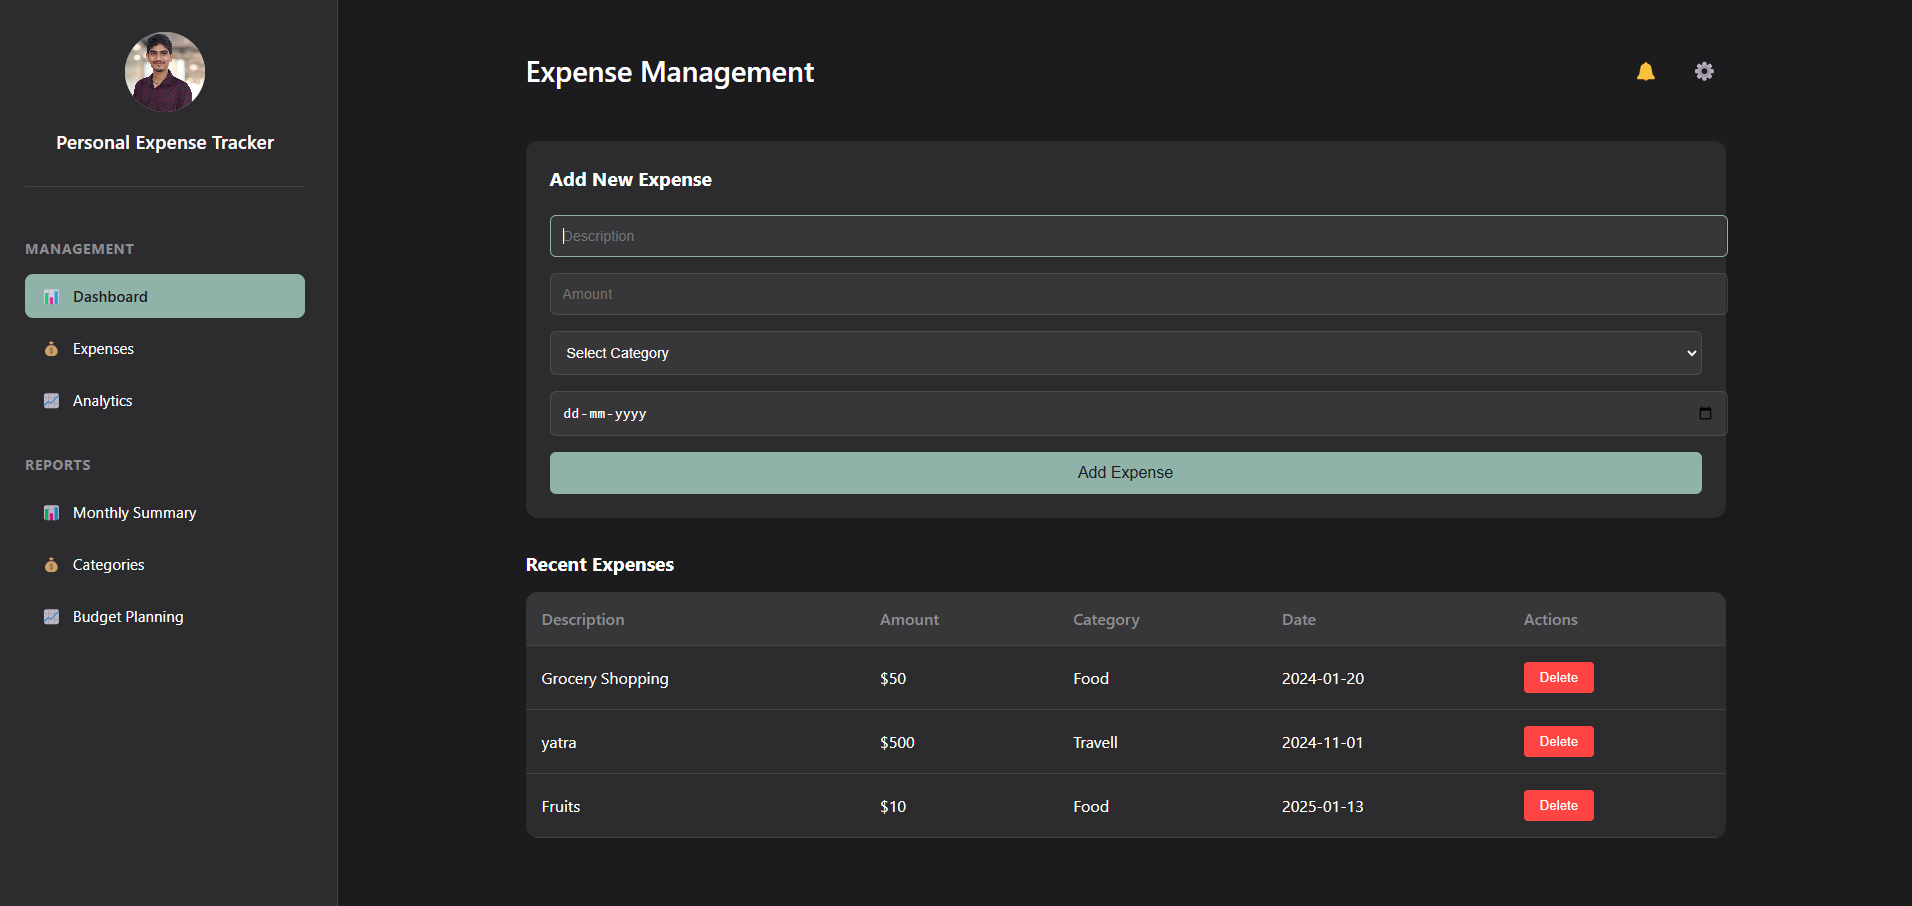 Personal Expense Tracker
MANAGEMENT
Dashboard
Expenses
Analytics
REPORTS
Monthly Summary
Categories
Budget Planning
Expense Management
Add New Expense
Description
Amount
Select Category
dd-mm-yyyy
Add Expense
Recent Expenses
Description Amount Category Date Actions
Grocery Shopping $50 Food 2024-01-20 Delete
yatra $500 Travell 2024-11-01 Delete
Fruits $10 Food 2025-01-13 Delete